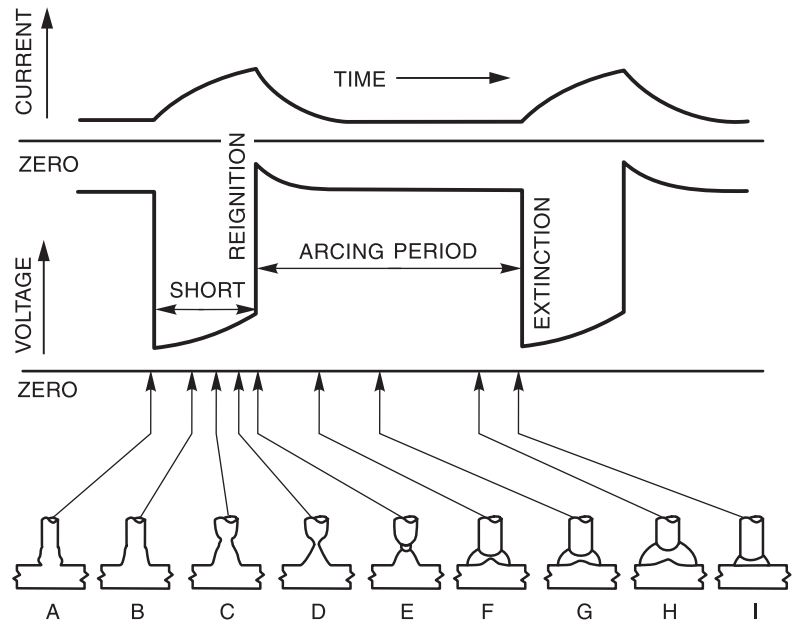 CURRENT
TIME
ZERO
REIGNITION
EXTINCTION
ARCING PERIOD
SHORT
VOLTAGE
ZERO
A B C D E F G H I